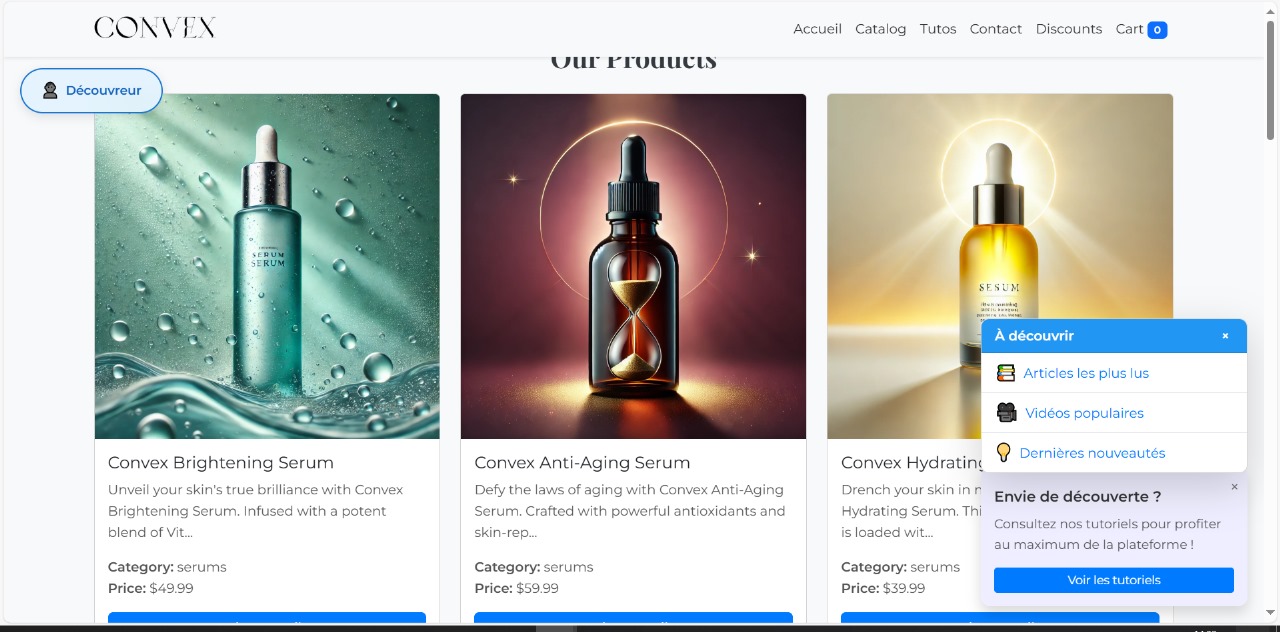 CONVEX
Accueil Catalog Tutos Contact Discounts Cart 0
Our Products
Découvreur
SERUM
SERUM
SESUM
À découvrir ×
Articles les plus lus
Vidéos populaires
Dernières nouveautés
Convex Brightening Serum
Unveil your skin's true brilliance with Convex
Brightening Serum. Infused with a potent
blend of Vit...
Category: serums
Price: $49.99
Convex Anti-Aging Serum
Defy the laws of aging with Convex Anti-Aging
Serum. Crafted with powerful antioxidants and
skin-rep...
Category: serums
Price: $59.99
Convex Hydrating
Drench your skin in
Hydrating Serum.
is loaded wit...
Category: serums
Price: $39.99
Envie de découverte ? ×
Consultez nos tutoriels pour profiter
au maximum de la plateforme !
Voir les tutoriels